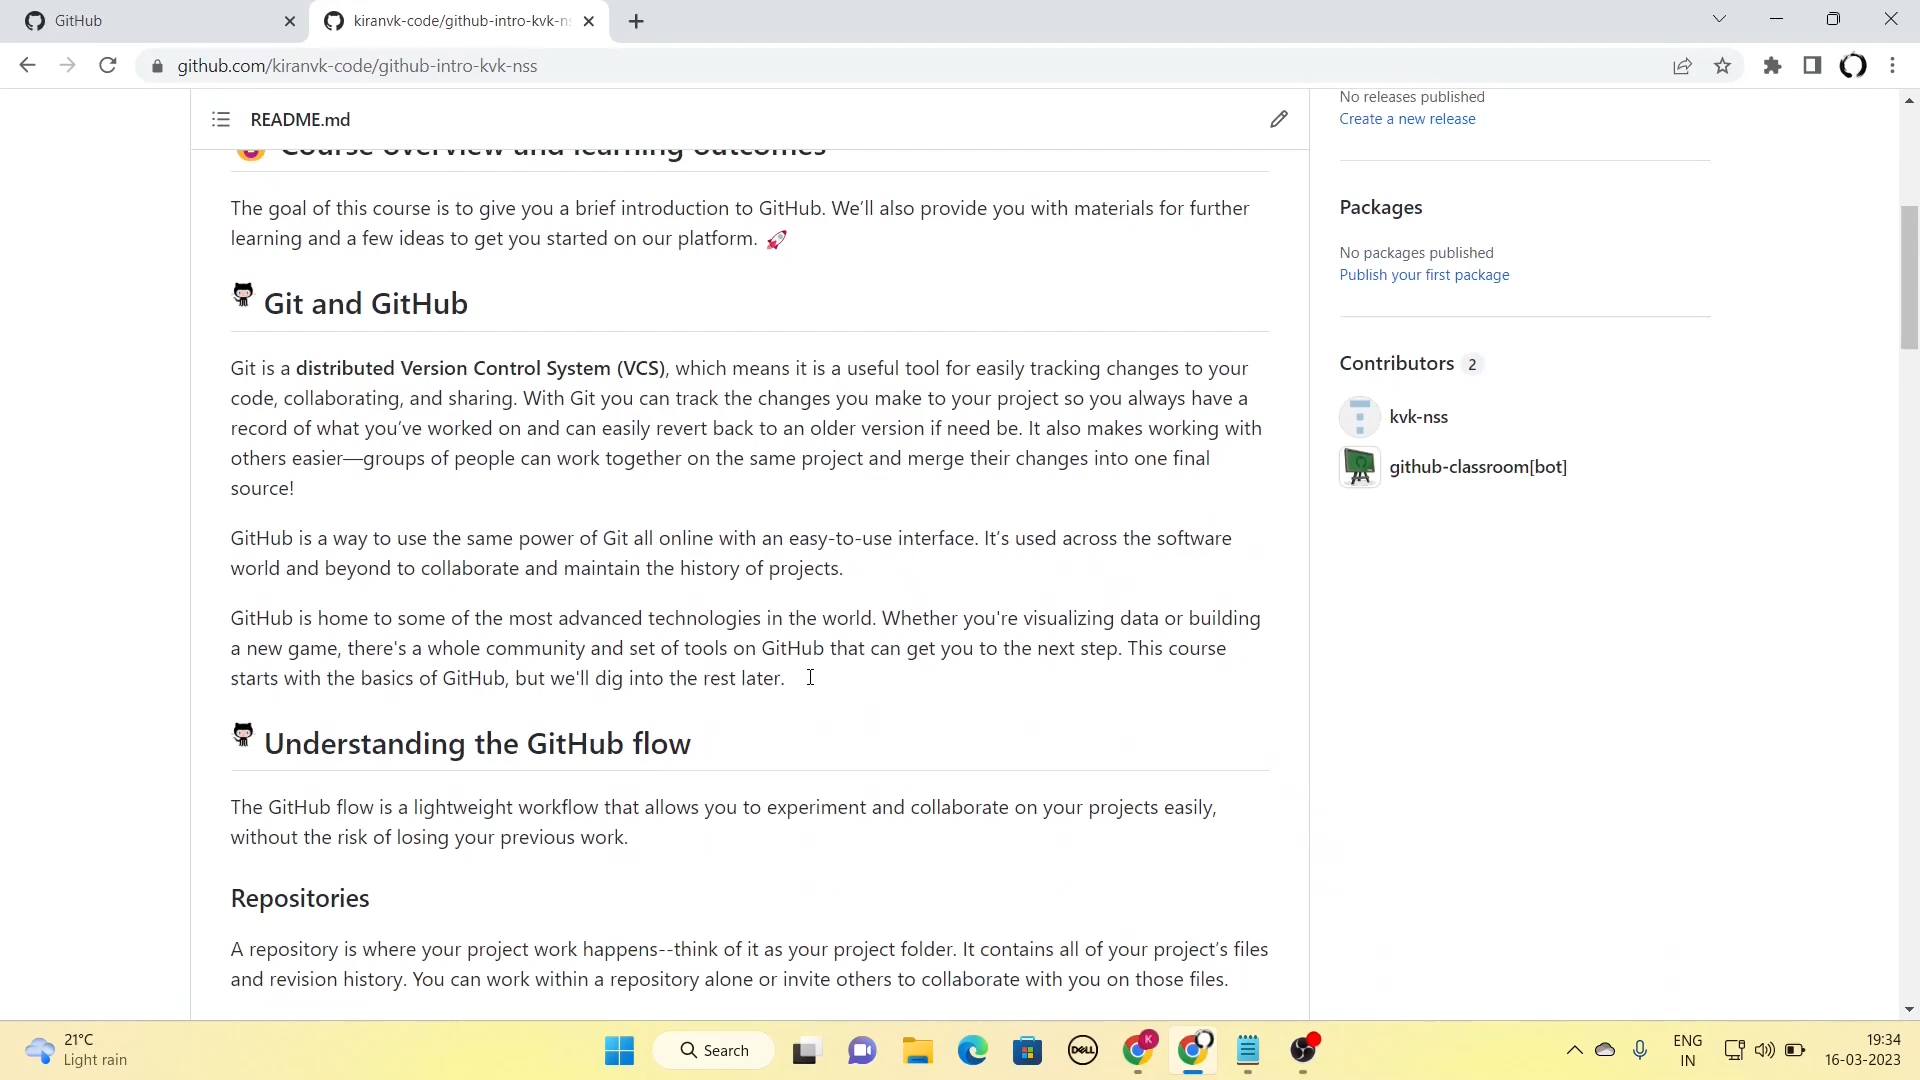 GitHub
kiranvk-code/github-intro-kvk-ns
github.com/kiranvk-code/github-intro-kvk-nss
README.md
Course overview and learning outcomes
The goal of this course is to give you a brief introduction to GitHub. We’ll also provide you with materials for further
learning and a few ideas to get you started on our platform. 🚀
Git and GitHub
Git is a distributed Version Control System (VCS), which means it is a useful tool for easily tracking changes to your
code, collaborating, and sharing. With Git you can track the changes you make to your project so you always have a
record of what you’ve worked on and can easily revert back to an older version if need be. It also makes working with
others easier—groups of people can work together on the same project and merge their changes into one final
source!
GitHub is a way to use the same power of Git all online with an easy-to-use interface. It’s used across the software
world and beyond to collaborate and maintain the history of projects.
GitHub is home to some of the most advanced technologies in the world. Whether you're visualizing data or building
a new game, there's a whole community and set of tools on GitHub that can get you to the next step. This course
starts with the basics of GitHub, but we'll dig into the rest later.
Understanding the GitHub flow
The GitHub flow is a lightweight workflow that allows you to experiment and collaborate on your projects easily,
without the risk of losing your previous work.
Repositories
A repository is where your project work happens--think of it as your project folder. It contains all of your project’s files
and revision history. You can work within a repository alone or invite others to collaborate with you on those files.
No releases published
Create a new release
Packages
No packages published
Publish your first package
Contributors 2
kvk-nss
github-classroom[bot]
21°C
Light rain
Search
DELL
K
ENG
IN
19:34
16-03-2023